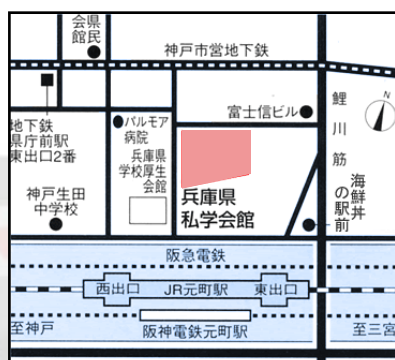 県民
会館
神戸市営地下鉄
富士信ビル
鯉川筋
N
パルモア
病院
地下鉄
県庁前駅
東出口2番
兵庫県
学校厚生
会館
神戸生田
中学校
兵庫県
私学会館
海鮮丼
の駅前
阪急電鉄
西出口
JR元町駅
東出口
至神戸
阪神電鉄元町駅
至三宮